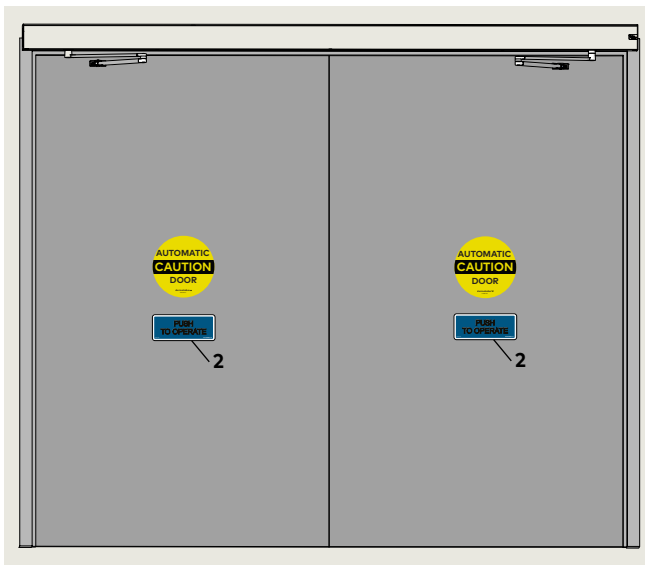 AUTOMATIC
CAUTION
DOOR
PUSH
TO OPERATE
2
AUTOMATIC
CAUTION
DOOR
PUSH
TO OPERATE
2